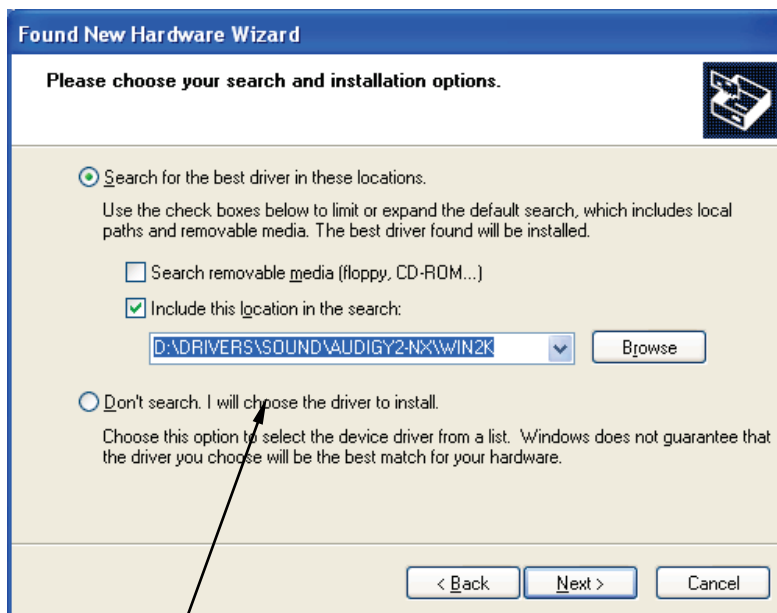 Found New Hardware Wizard
Please choose your search and installation options.
Search for the best driver in these locations.
Use the check boxes below to limit or expand the default search, which includes local
paths and removable media. The best driver found will be installed.
Search removable media (floppy, CD-ROM...)
Include this location in the search:
D:\DRIVERS\SOUND\AUDIGY2-NX\WIN2K
Browse
Don't search. I will choose the driver to install.
Choose this option to select the device driver from a list. Windows does not guarantee that
the driver you choose will be the best match for your hardware.
< Back Next > Cancel